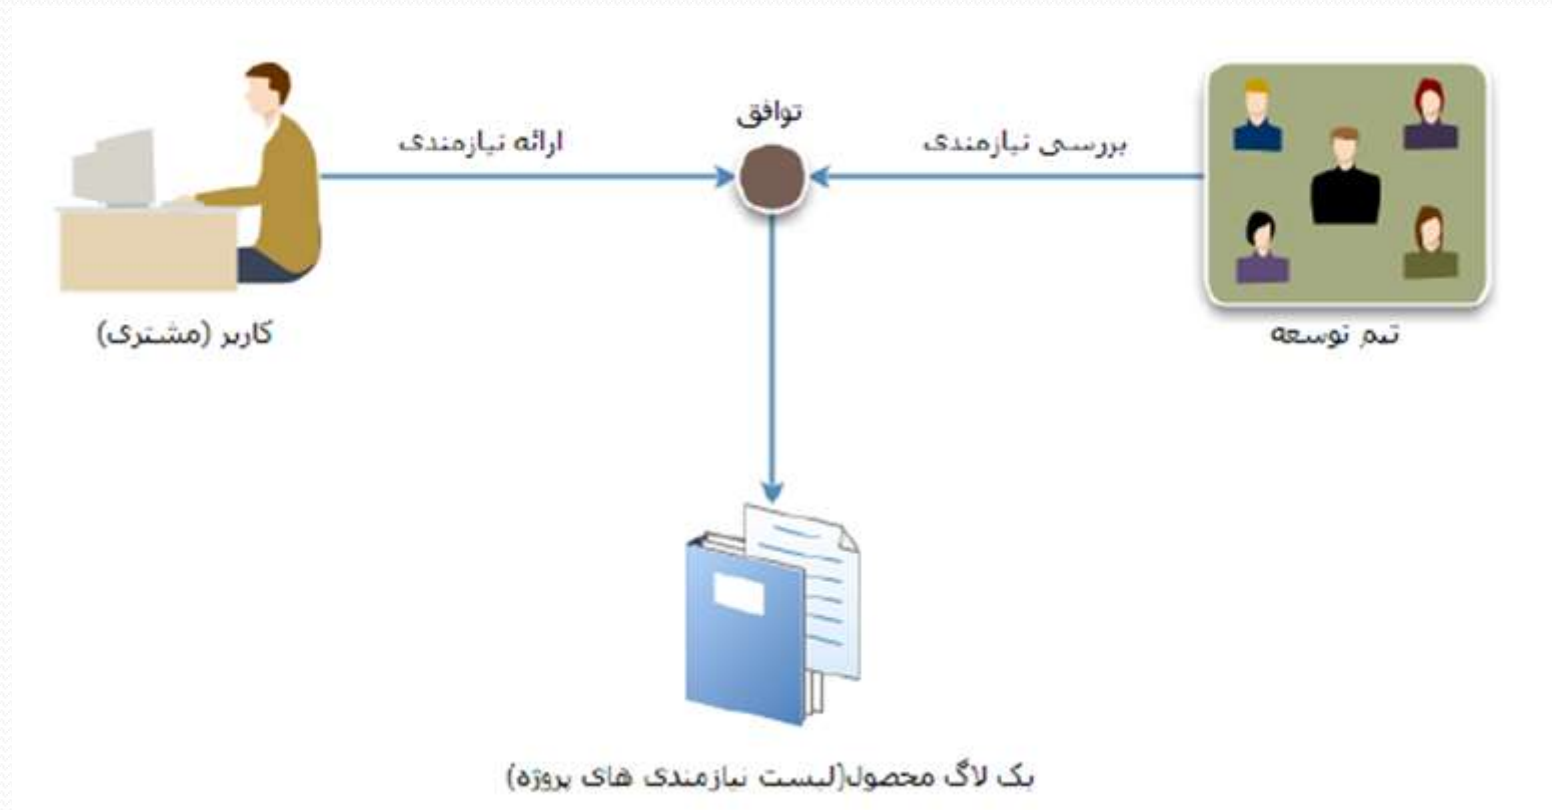 توافق
بررسی نیازمندی
ارائه نیازمندی
تیم توسعه
کاربر (مشتری)
بک لاگ محصول(لیست نیازمندی های پروژه)